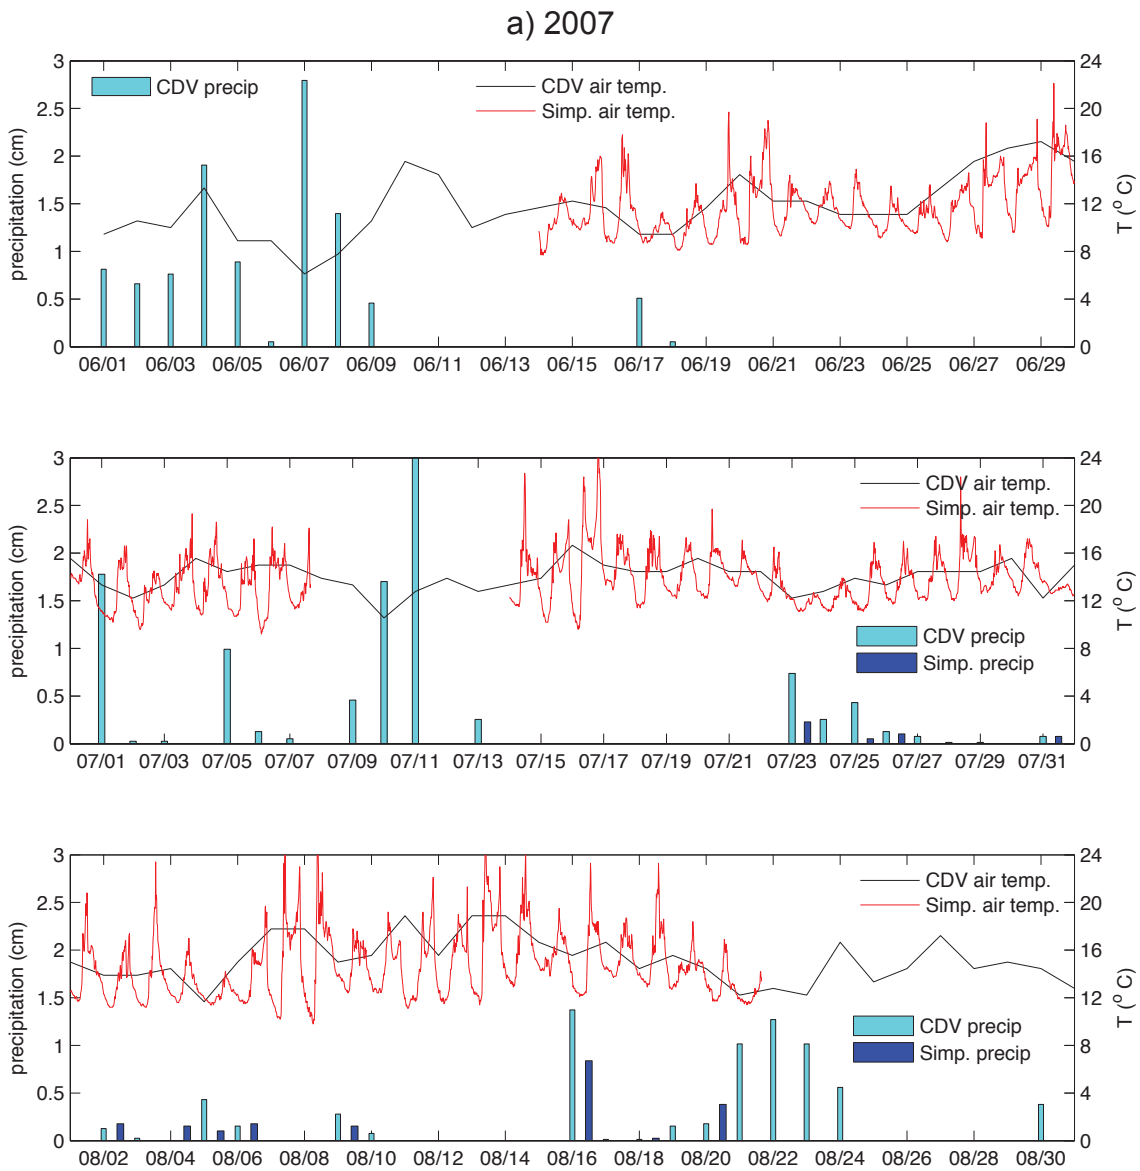 a) 2007
3
2.5
2
1.5
1
0.5
0
precipitation (cm)
CDV precip
CDV air temp.
Simp. air temp.
24
20
16
12
8
4
0
T (° C)
06/01 06/03 06/05 06/07 06/09 06/11 06/13 06/15 06/17 06/19 06/21 06/23 06/25 06/27 06/29
3
2.5
2
1.5
1
0.5
0
precipitation (cm)
CDV air temp.
Simp. air temp.
CDV precip
Simp. precip
24
20
16
12
8
4
0
T (° C)
07/01 07/03 07/05 07/07 07/09 07/11 07/13 07/15 07/17 07/19 07/21 07/23 07/25 07/27 07/29 07/31
3
2.5
2
1.5
1
0.5
0
precipitation (cm)
CDV air temp.
Simp. air temp.
CDV precip
Simp. precip
24
20
16
12
8
4
0
T (° C)
08/02 08/04 08/06 08/08 08/10 08/12 08/14 08/16 08/18 08/20 08/22 08/24 08/26 08/28 08/30